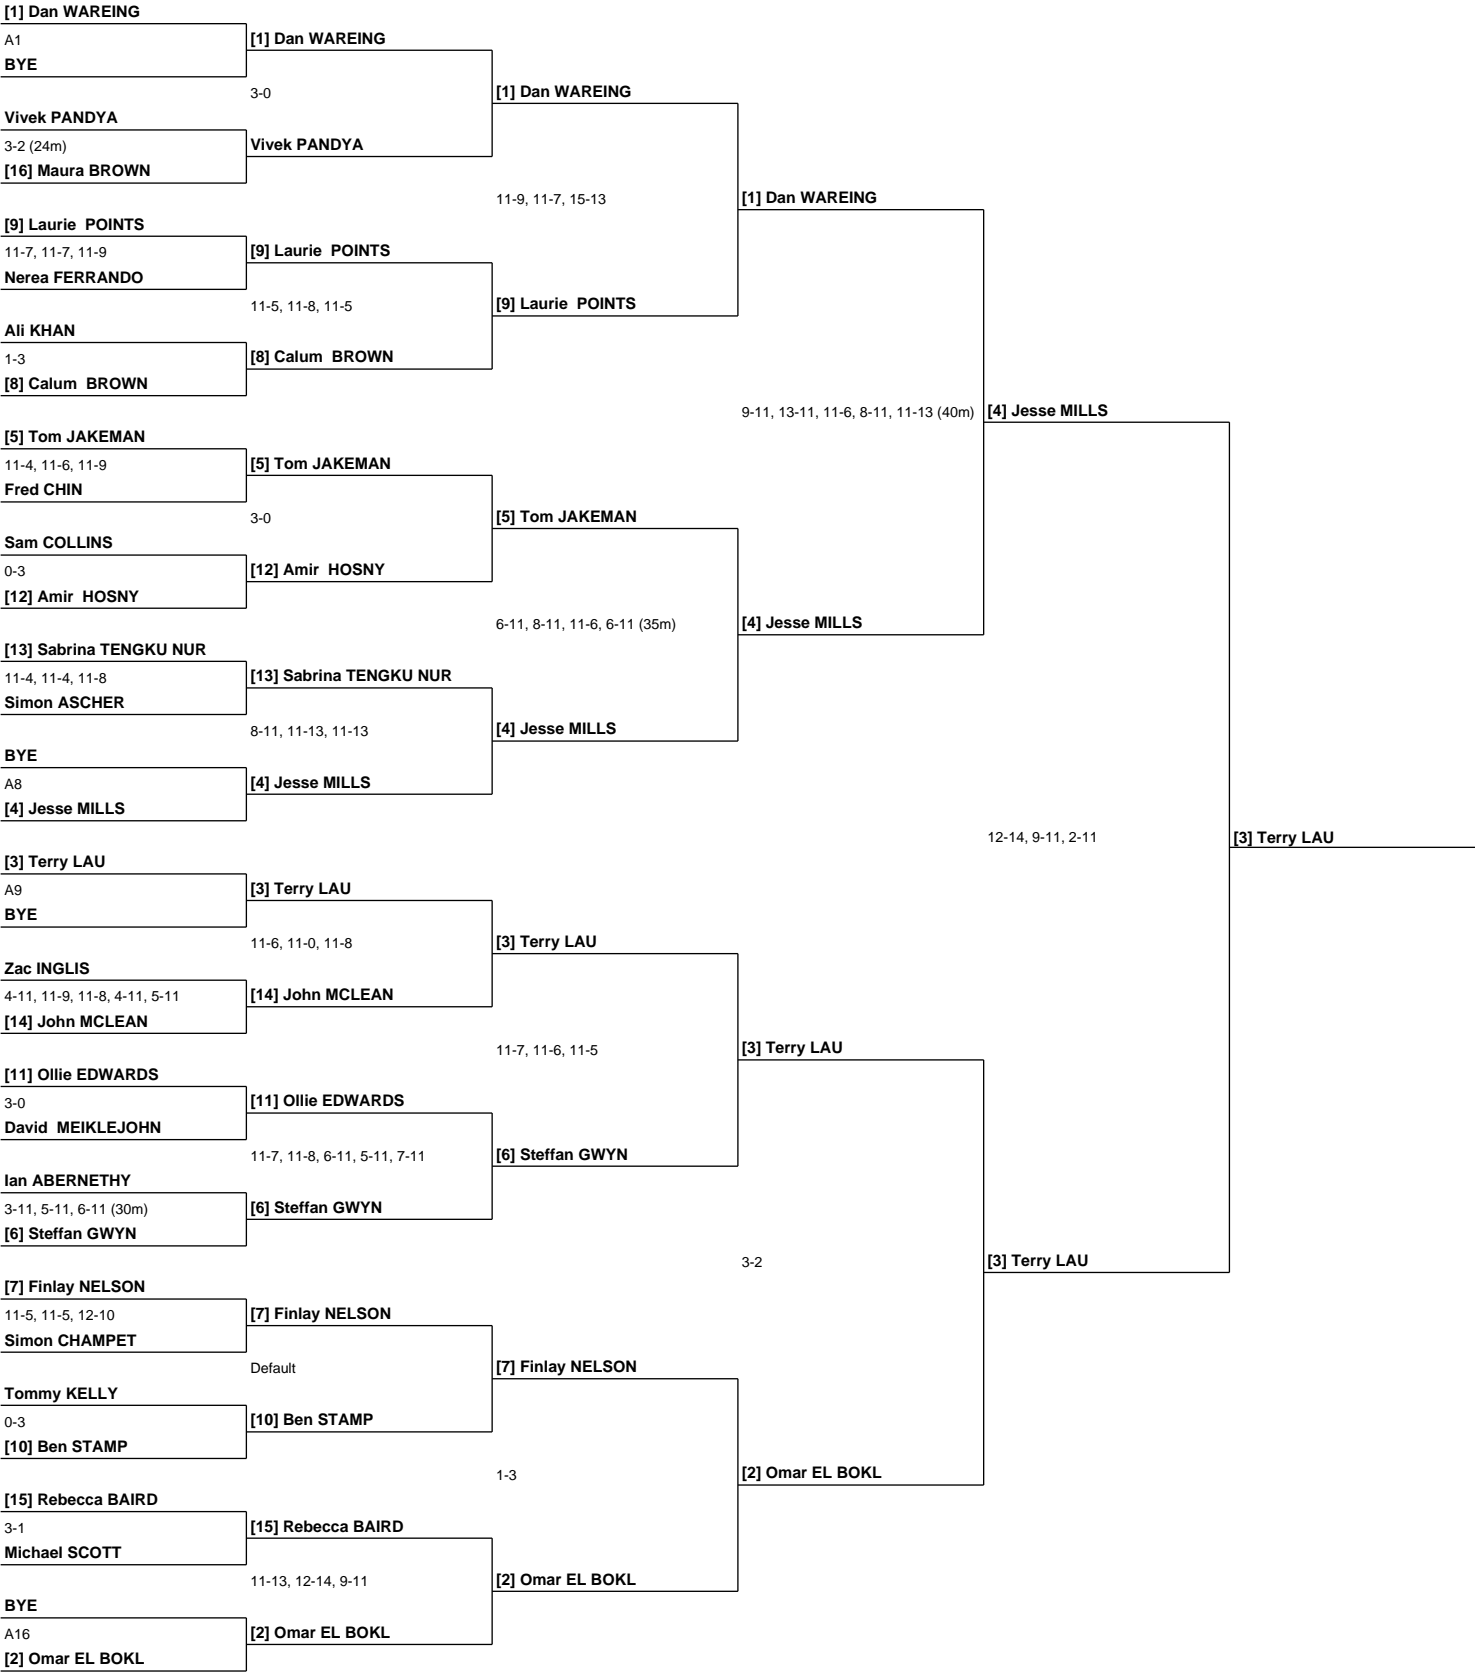 [1] Dan WAREING
A1
[1] Dan WAREING
BYE
3-0
[1] Dan WAREING
Vivek PANDYA
3-2 (24m)
Vivek PANDYA
[16] Maura BROWN
11-9, 11-7, 15-13
[1] Dan WAREING
[9] Laurie  POINTS
11-7, 11-7, 11-9
[9] Laurie  POINTS
Nerea FERRANDO
11-5, 11-8, 11-5
[9] Laurie  POINTS
Ali KHAN
1-3
[8] Calum  BROWN
[8] Calum  BROWN
9-11, 13-11, 11-6, 8-11, 11-13 (40m)
[4] Jesse MILLS
[5] Tom JAKEMAN
11-4, 11-6, 11-9
[5] Tom JAKEMAN
Fred CHIN
3-0
[5] Tom JAKEMAN
Sam COLLINS
0-3
[12] Amir  HOSNY
[12] Amir  HOSNY
6-11, 8-11, 11-6, 6-11 (35m)
[4] Jesse MILLS
[13] Sabrina TENGKU NUR
11-4, 11-4, 11-8
[13] Sabrina TENGKU NUR
Simon ASCHER
8-11, 11-13, 11-13
[4] Jesse MILLS
BYE
A8
[4] Jesse MILLS
[4] Jesse MILLS
12-14, 9-11, 2-11
[3] Terry LAU
[3] Terry LAU
A9
[3] Terry LAU
BYE
11-6, 11-0, 11-8
[3] Terry LAU
Zac INGLIS
4-11, 11-9, 11-8, 4-11, 5-11
[14] John MCLEAN
[14] John MCLEAN
11-7, 11-6, 11-5
[3] Terry LAU
[11] Ollie EDWARDS
3-0
[11] Ollie EDWARDS
David  MEIKLEJOHN
11-7, 11-8, 6-11, 5-11, 7-11
[6] Steffan GWYN
Ian ABERNETHY
3-11, 5-11, 6-11 (30m)
[6] Steffan GWYN
[6] Steffan GWYN
3-2
[3] Terry LAU
[7] Finlay NELSON
11-5, 11-5, 12-10
[7] Finlay NELSON
Simon CHAMPET
Default
[7] Finlay NELSON
Tommy KELLY
0-3
[10] Ben STAMP
[10] Ben STAMP
1-3
[2] Omar EL BOKL
[15] Rebecca BAIRD
3-1
[15] Rebecca BAIRD
Michael SCOTT
11-13, 12-14, 9-11
[2] Omar EL BOKL
BYE
A16
[2] Omar EL BOKL
[2] Omar EL BOKL